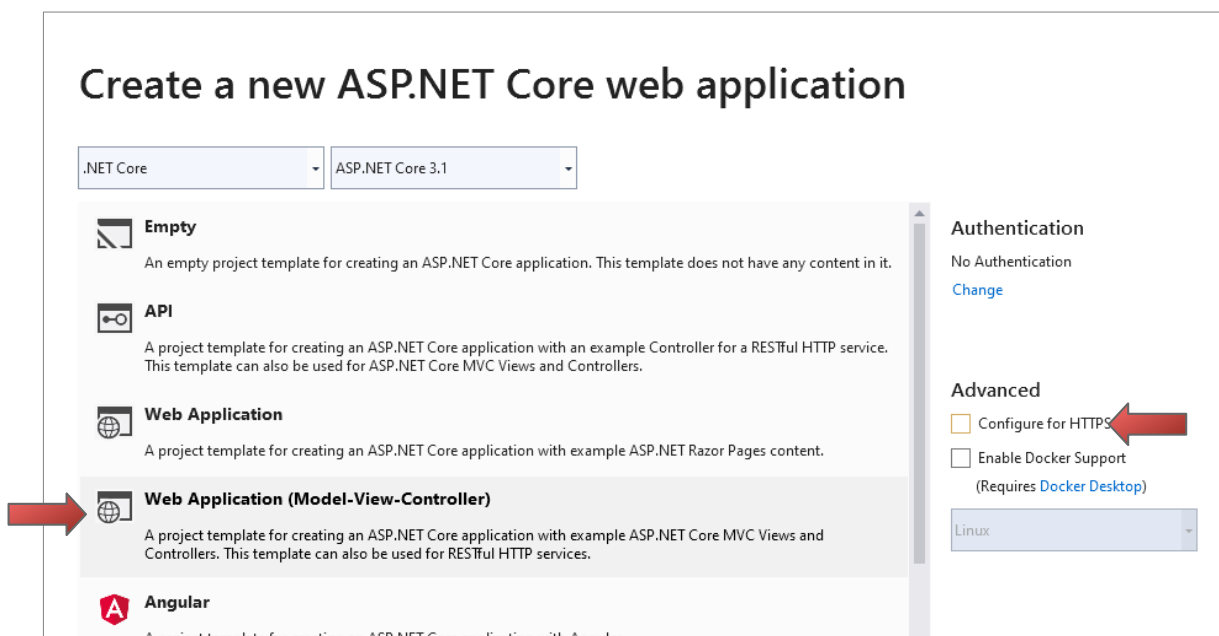 Create a new ASP.NET Core web application
.NET Core
ASP.NET Core 3.1
Empty
An empty project template for creating an ASP.NET Core application. This template does not have any content in it.
API
A project template for creating an ASP.NET Core application with an example Controller for a RESTful HTTP service.
This template can also be used for ASP.NET Core MVC Views and Controllers.
Web Application
A project template for creating an ASP.NET Core application with example ASP.NET Razor Pages content.
Web Application (Model-View-Controller)
A project template for creating an ASP.NET Core application with example ASP.NET Core MVC Views and
Controllers. This template can also be used for RESTful HTTP services.
Angular
Authentication
No Authentication
Change
Advanced
Configure for HTTPS
Enable Docker Support
(Requires Docker Desktop)
Linux